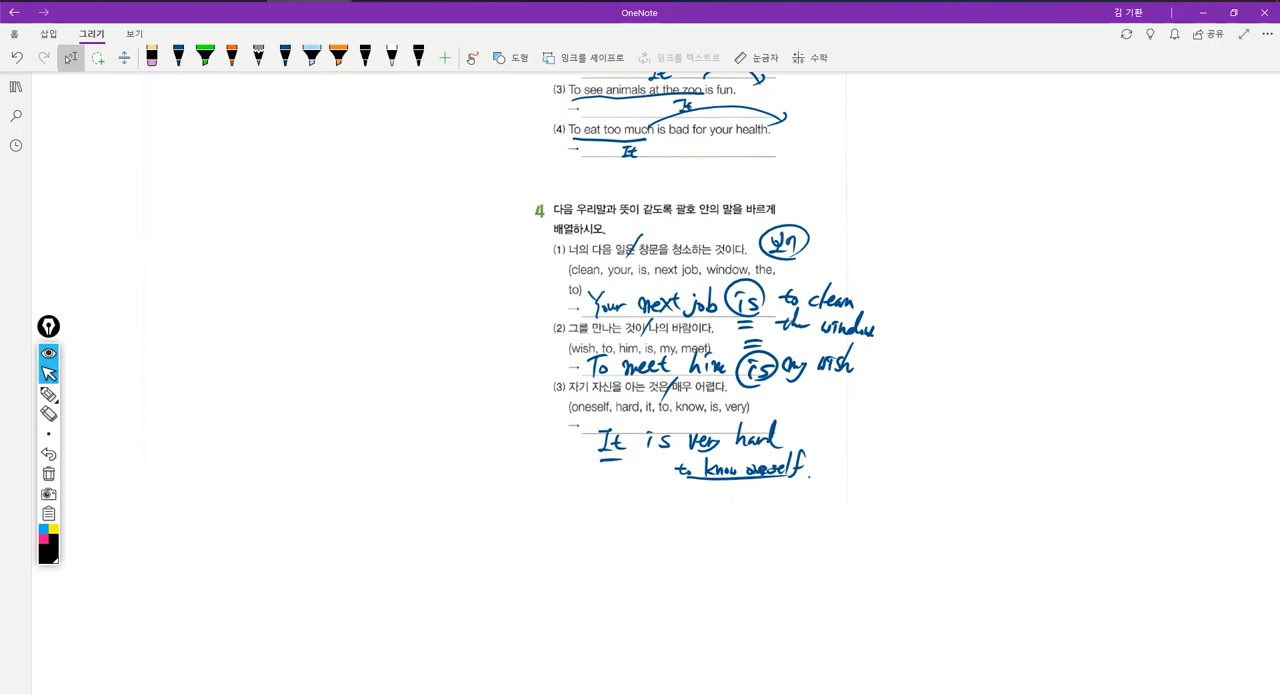 OneNote
김 기환
홈 삽입 그리기 보기
공유
도형 잉크를 셰이프로 잉크를 텍스트로 눈금자 수학
It
(3) To see animals at the zoo is fun.
→ It
(4) To eat too much is bad for your health.
→ It
4 다음 우리말과 뜻이 같도록 괄호 안의 말을 바르게
배열하시오.
(1) 너의 다음 일은 창문을 청소하는 것이다. 보어
(clean, your, is, next job, window, the,
to)
→ Your next job is to clean
the window
(2) 그를 만나는 것이 나의 바람이다.
(wish, to, him, is, my, meet)
→ To meet him is my wish
(3) 자기 자신을 아는 것은 매우 어렵다.
(oneself, hard, it, to, know, is, very)
→ It is very hard
to know oneself.